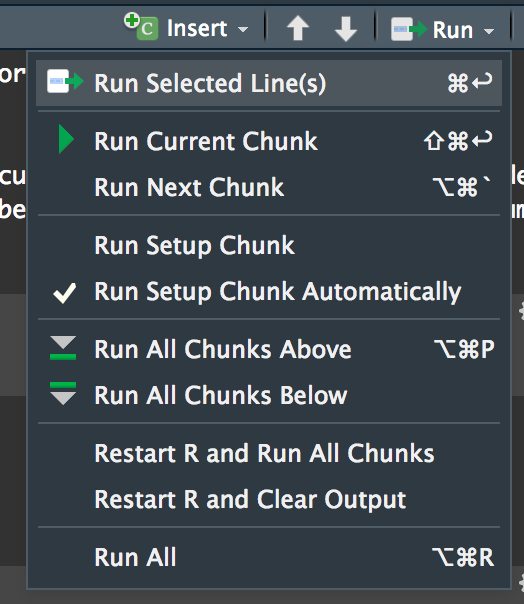 C Insert Run
or
Run Selected Line(s) ⌘↩
Run Current Chunk ⇧⌘↩
cu
Run Next Chunk ⌥⌘`
be
Run Setup Chunk
Run Setup Chunk Automatically
Run All Chunks Above ⌥⌘P
Run All Chunks Below
Restart R and Run All Chunks
Restart R and Clear Output
Run All ⌥⌘R